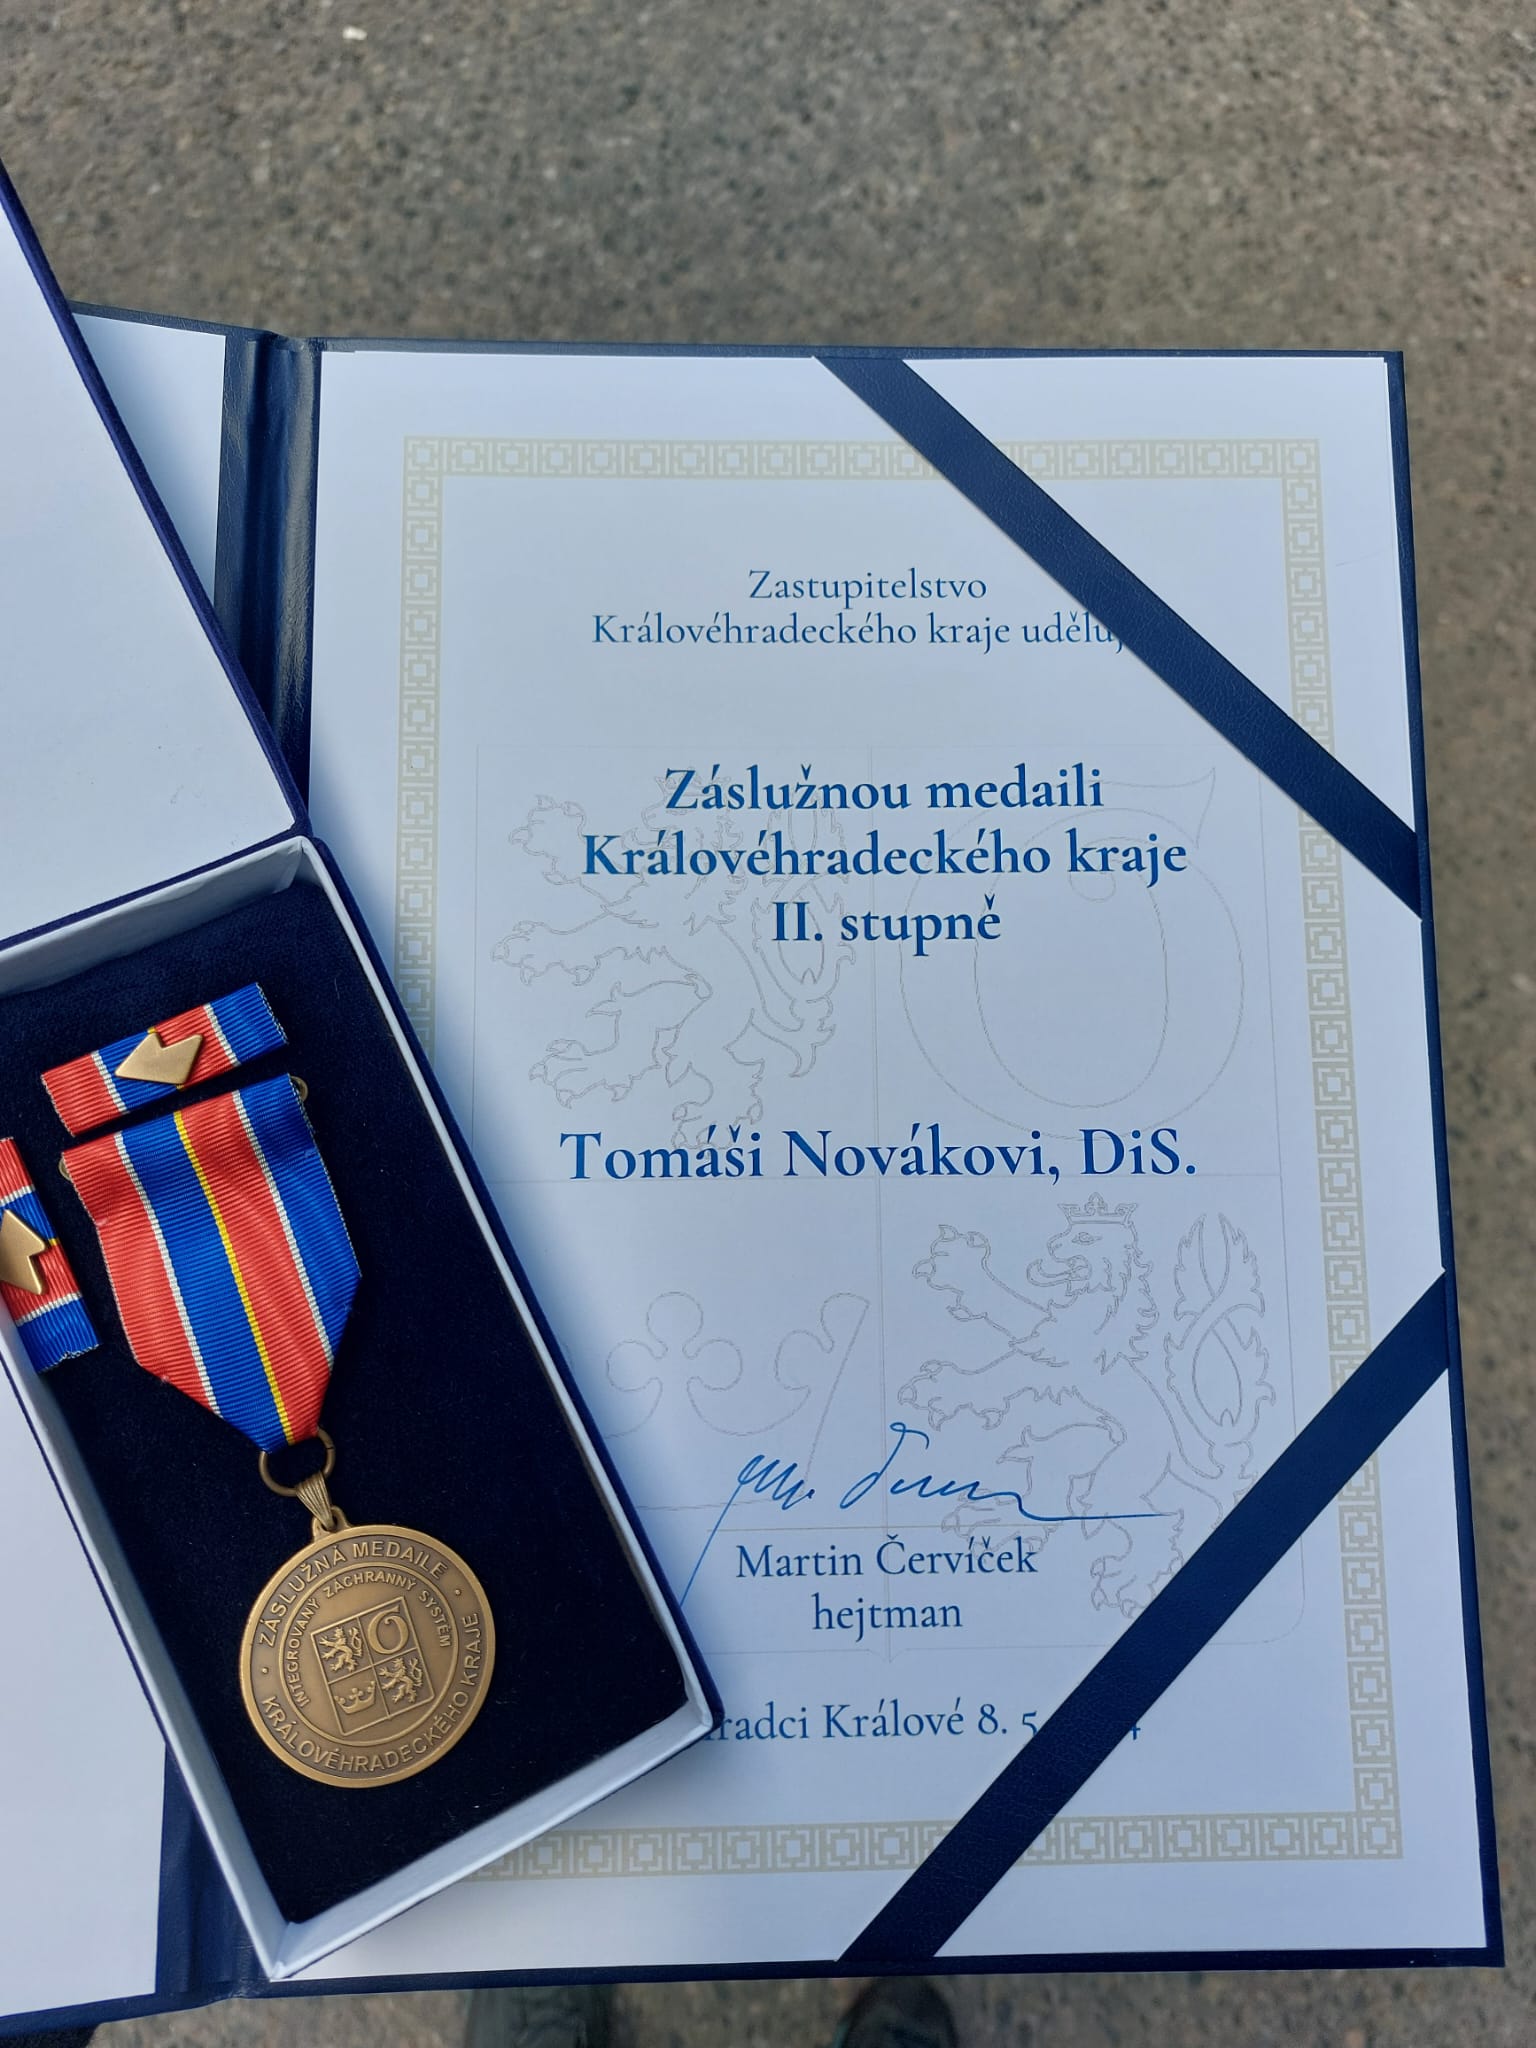 Zastupitelstvo
Královéhradeckého kraje
Záslužnou medaili
Královéhradeckého kraje
II. stupně
Tomáši Novákovi, DiS.
Martin Červíček
hejtman
Králové 8. 5
ZÁSLUŽNÁ MEDAILE
KRÁLOVÉHRADECKÉHO KRAJE
INTEGROVANÝ ZÁCHRANNÝ SYSTÉM